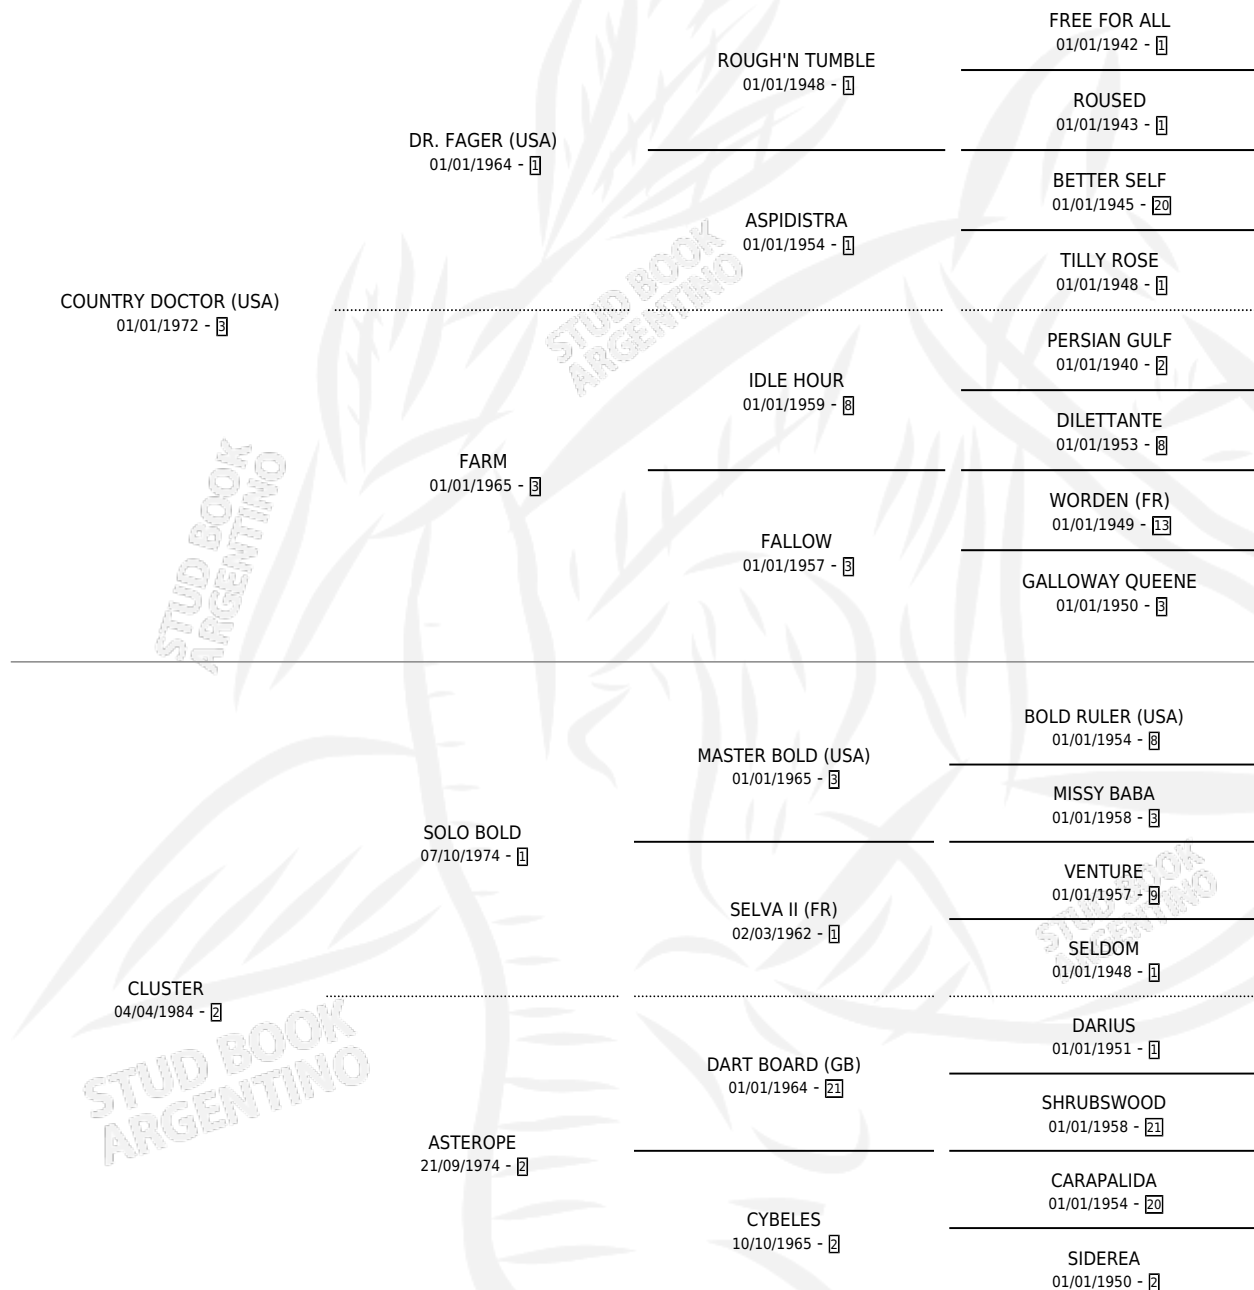 FREE FOR ALL
01/01/1942 - 1
ROUGH'N TUMBLE
01/01/1948 - 1
ROUSED
01/01/1943 - 1
DR. FAGER (USA)
01/01/1964 - 1
BETTER SELF
01/01/1945 - 20
ASPIDISTRA
01/01/1954 - 1
TILLY ROSE
01/01/1948 - 1
COUNTRY DOCTOR (USA)
01/01/1972 - 3
PERSIAN GULF
01/01/1940 - 2
IDLE HOUR
01/01/1959 - 8
DILETTANTE
01/01/1953 - 8
FARM
01/01/1965 - 3
WORDEN (FR)
01/01/1949 - 13
FALLOW
01/01/1957 - 3
GALLOWAY QUEENE
01/01/1950 - 3
STUD BOOK
ARGENTINO
STUD BOOK
ARGENTINO
BOLD RULER (USA)
01/01/1954 - 8
MASTER BOLD (USA)
01/01/1965 - 3
MISSY BABA
01/01/1958 - 3
SOLO BOLD
07/10/1974 - 1
VENTURE
01/01/1957 - 9
SELVA II (FR)
02/03/1962 - 1
SELDOM
01/01/1948 - 1
CLUSTER
04/04/1984 - 2
DARIUS
01/01/1951 - 1
DART BOARD (GB)
01/01/1964 - 21
SHRUBSWOOD
01/01/1958 - 21
ASTEROPE
21/09/1974 - 2
CARAPALIDA
01/01/1954 - 20
CYBELES
10/10/1965 - 2
SIDEREA
01/01/1950 - 2
STUD BOOK
ARGENTINO
STUD BOOK
ARGENTINO